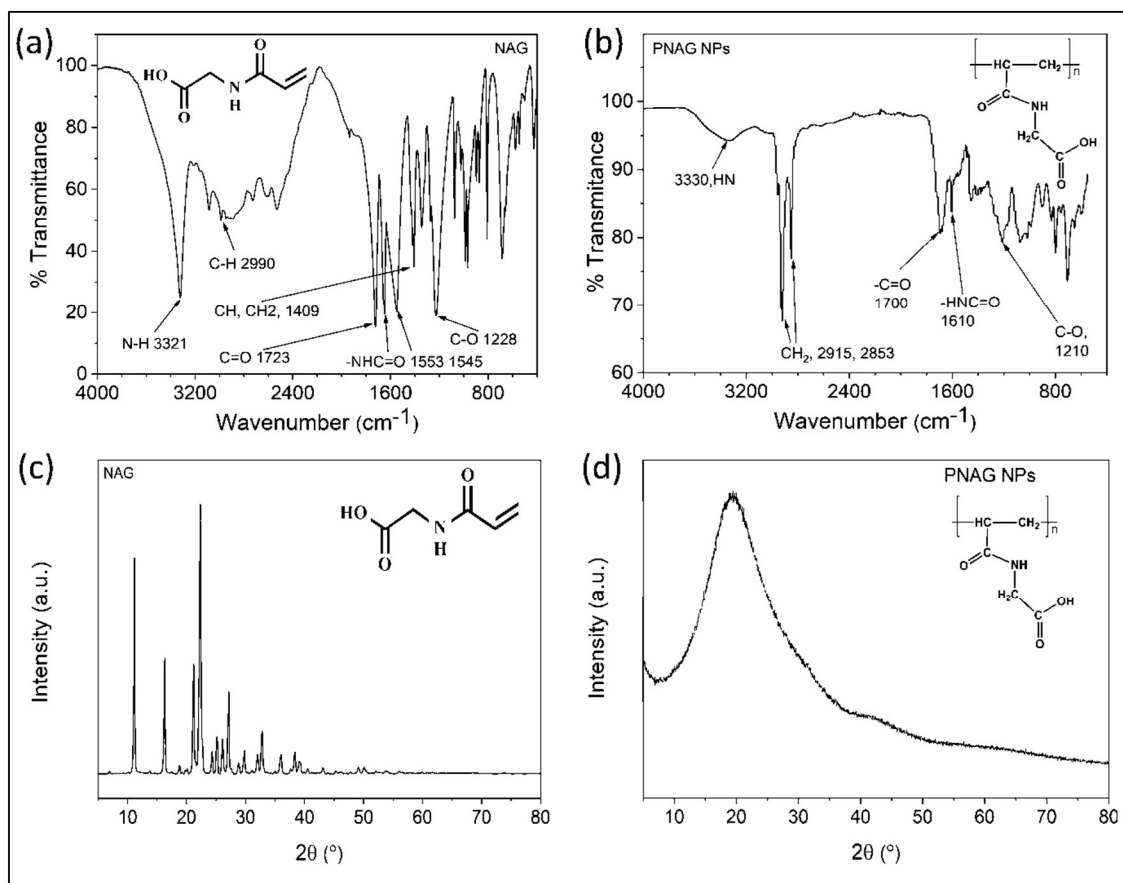 (a)
NAG
O
HO
N
H
O
% Transmittance
100
80
60
40
20
0
C-H 2990
CH, CH2, 1409
N-H 3321
C=O 1723
-NHC=O 1553 1545
C-O 1228
4000 3200 2400 1600 800
Wavenumber (cm-1)
(b)
PNAG NPs
HC CH2 n
O C NH
H2C C OH
O
% Transmitance
100
90
80
70
60
3330,HN
-C=O
1700
-HNC=O
1610
C-O,
1210
CH2, 2915, 2853
4000 3200 2400 1600 800
Wavenumber (cm-1)
(c)
NAG
O
HO
N
H
O
Intensity (a.u.)
10 20 30 40 50 60 70 80
2θ (°)
(d)
PNAG NPs
HC CH2 n
O C NH
H2C C OH
O
Intensity (a.u.)
10 20 30 40 50 60 70 80
2θ (°)